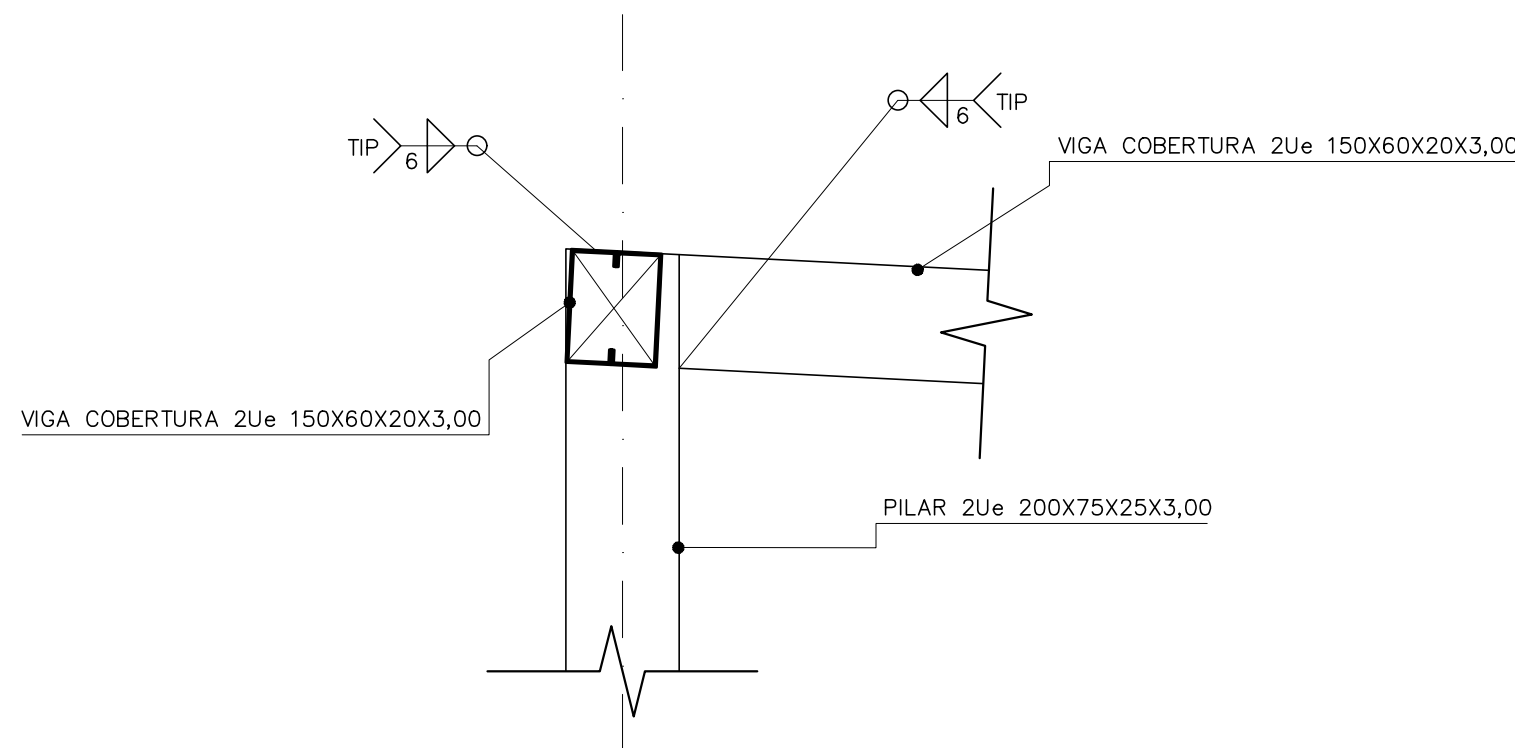 TIP
6
VIGA COBERTURA 2Ue 150X60X20X3,00
TIP
6
VIGA COBERTURA 2Ue 150X60X20X3,00
PILAR 2Ue 200X75X25X3,00